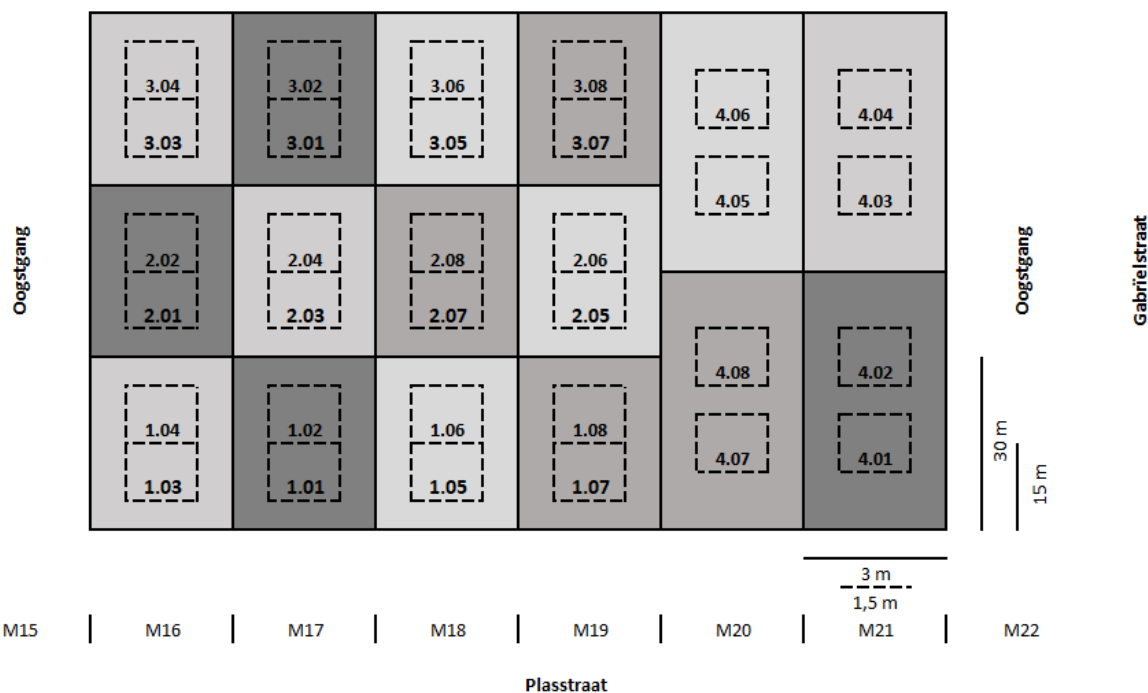 3.04 3.02 3.06 3.08
4.06 4.04
3.03 3.01 3.05 3.07
4.05 4.03
Oogstgang
2.02 2.04 2.08 2.06
Oogstgang
Gabriëlstraat
2.01 2.03 2.07 2.05
4.08 4.02
1.04 1.02 1.06 1.08
4.07 4.01
30 m
15 m
1.03 1.01 1.05 1.07
3 m
1,5 m
M15 M16 M17 M18 M19 M20 M21 M22
Plasstraat